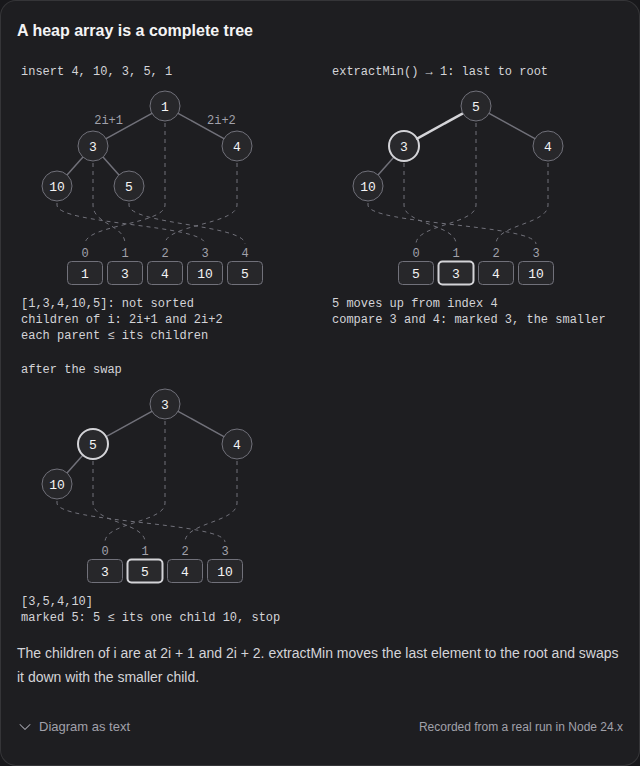 A heap array is a complete tree
insert 4, 10, 3, 5, 1
2i+1
2i+2
1
3
4
10
5
0 1 2 3 4
1 3 4 10 5
[1,3,4,10,5]: not sorted
children of i: 2i+1 and 2i+2
each parent ≤ its children
extractMin() → 1: last to root
5
3
4
10
0 1 2 3
5 3 4 10
5 moves up from index 4
compare 3 and 4: marked 3, the smaller
after the swap
3
5
4
10
0 1 2 3
3 5 4 10
[3,5,4,10]
marked 5: 5 ≤ its one child 10, stop
The children of i are at 2i + 1 and 2i + 2. extractMin moves the last element to the root and swaps
it down with the smaller child.
Diagram as text
Recorded from a real run in Node 24.x